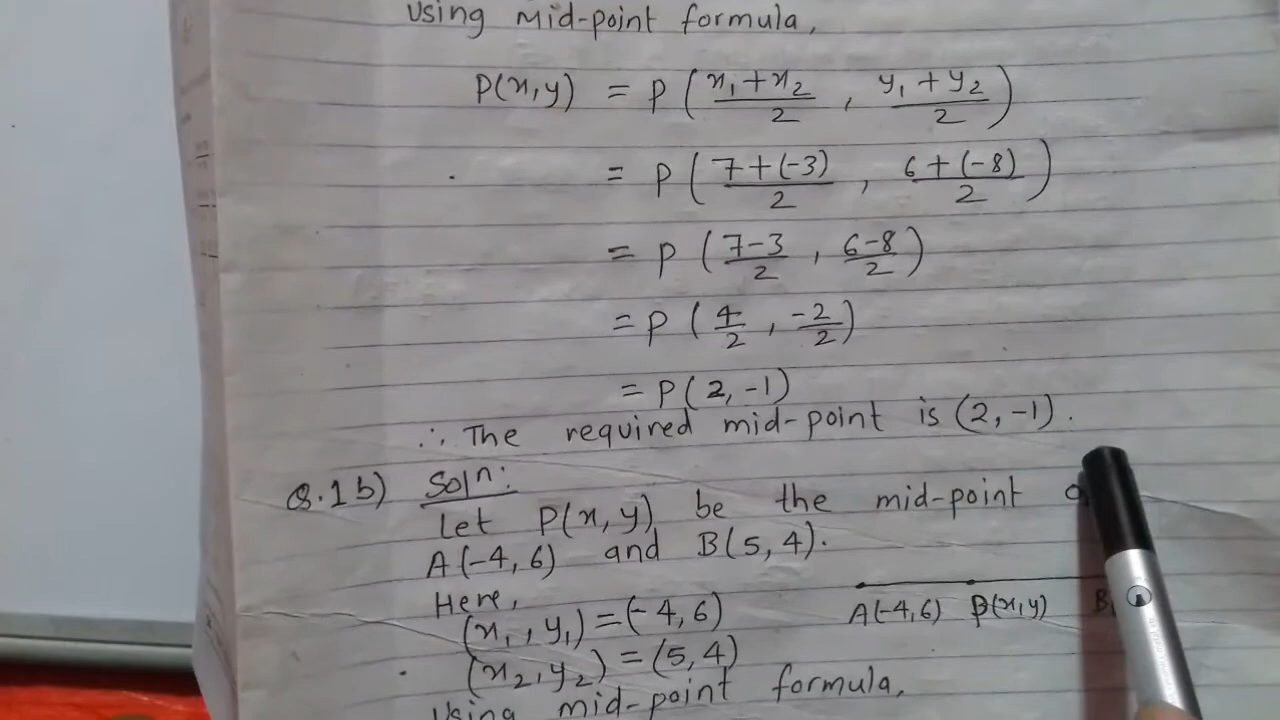 Using mid-point formula,
P(x,y) = P ( (x₁+x₂)/2 , (y₁+y₂)/2 )
= P ( (7+(-3))/2 , (6+(-8))/2 )
= P ( (7-3)/2 , (6-8)/2 )
= P ( 4/2 , -2/2 )
= P(2,-1)
∴ The required mid-point is (2,-1).
Q.1b) Solⁿ:
Let P(x,y) be the mid-point
A(-4,6) and B(5,4).
Here,
A(-4,6) P(x,y) B
(x₁,y₁)=(-4,6)
(x₂,y₂)=(5,4)
Using mid-point formula,